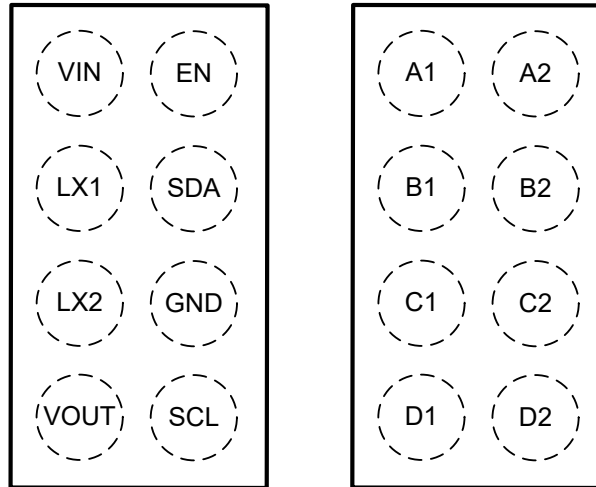 VIN EN
LX1 SDA
LX2 GND
VOUT SCL
A1 A2
B1 B2
C1 C2
D1 D2